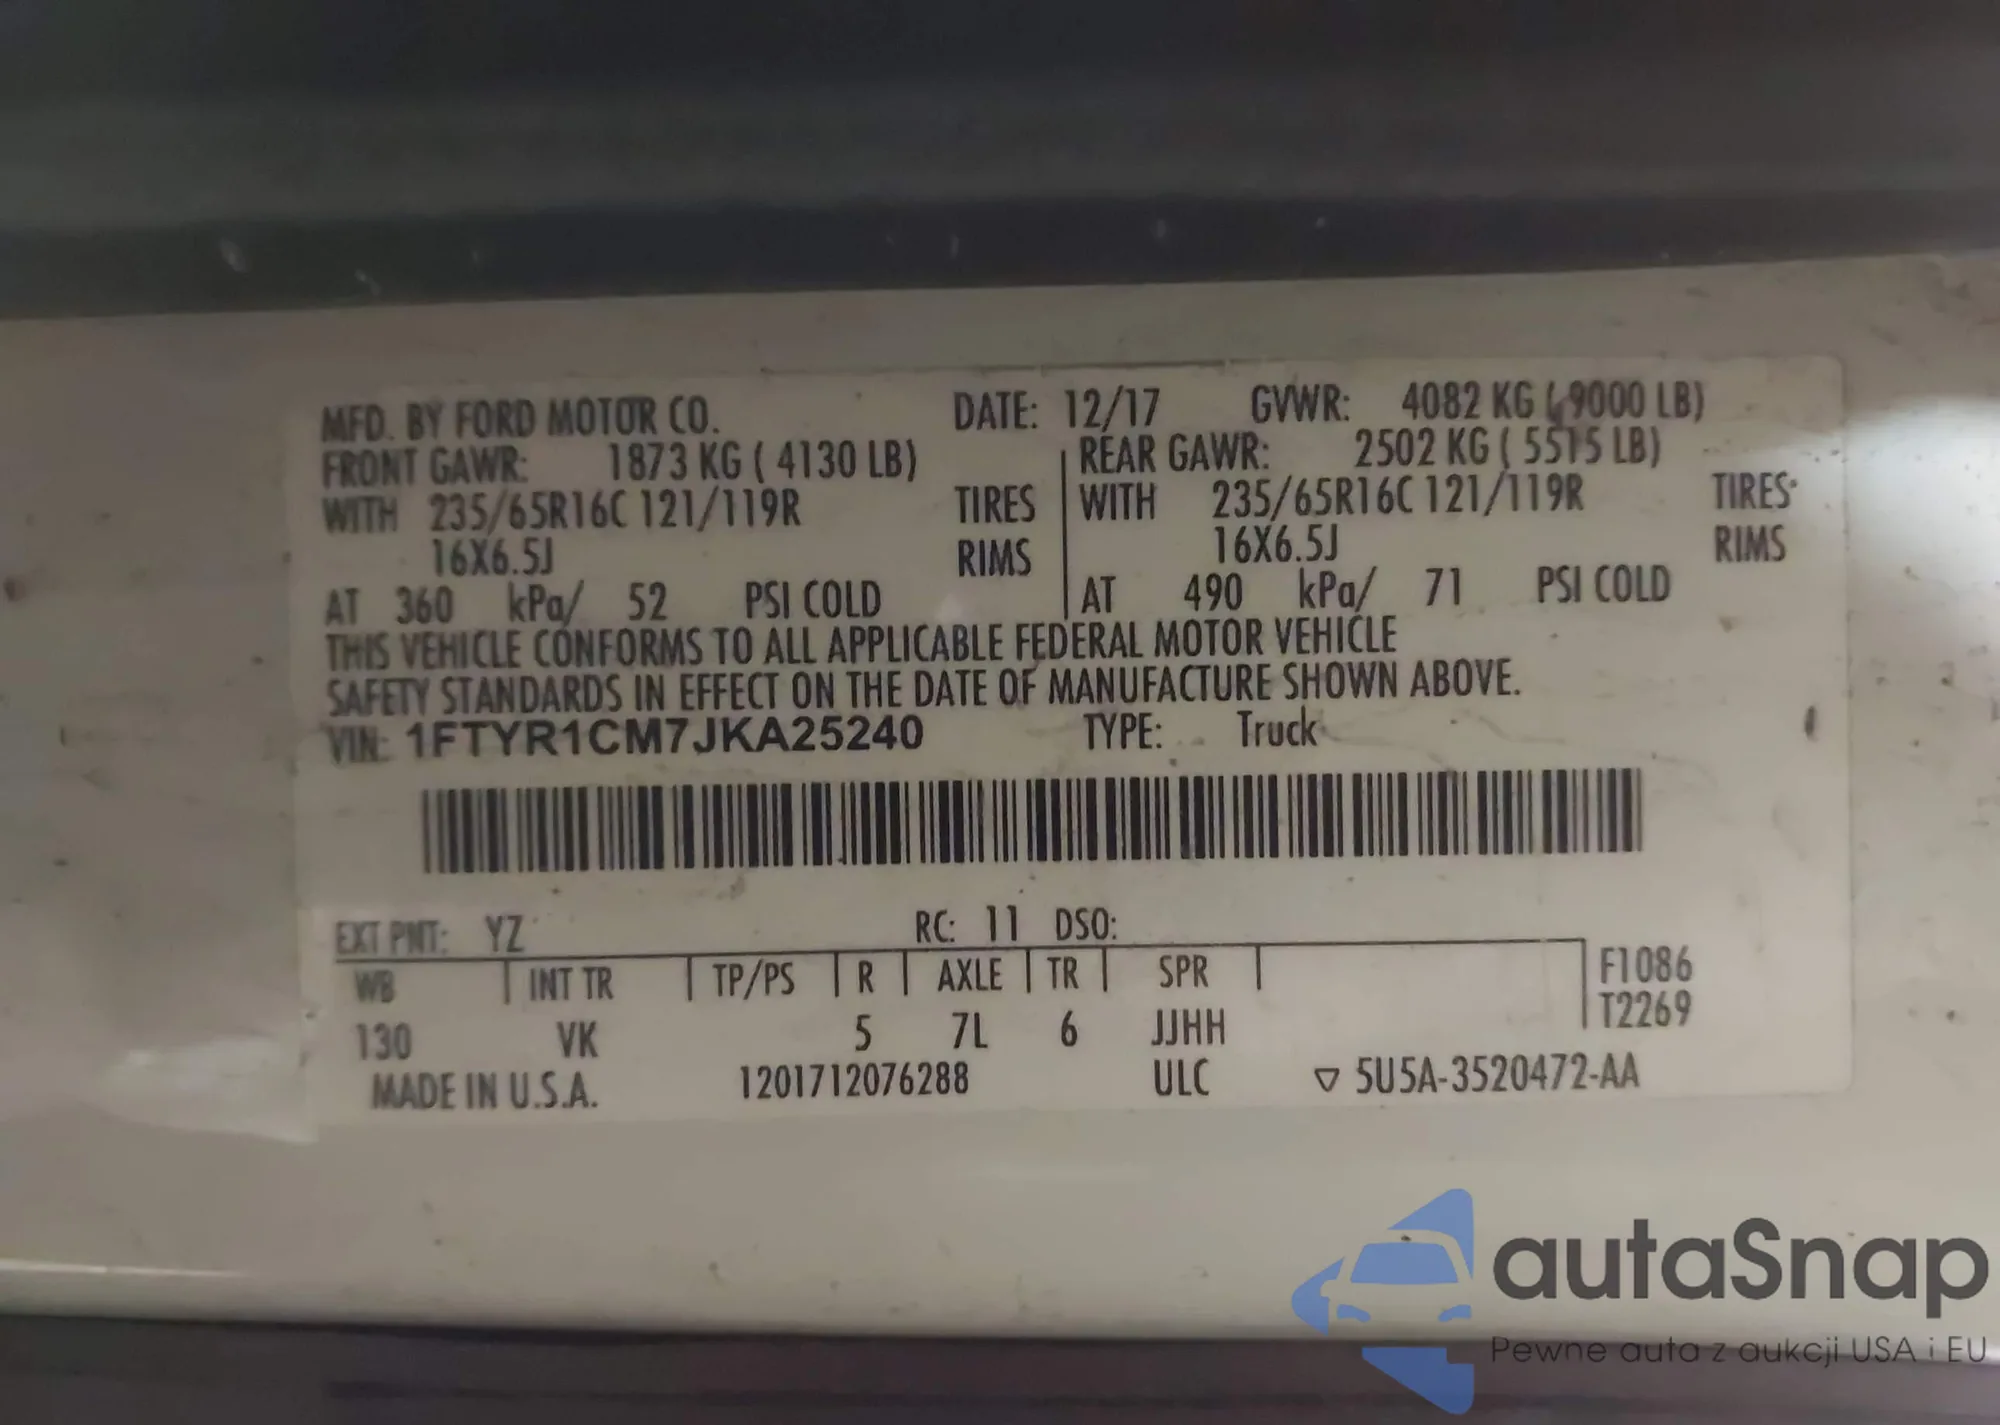 MFD. BY FORD MOTOR CO. DATE: 12/17 GVWR: 4082 KG ( 9000 LB)
FRONT GAWR: 1873 KG ( 4130 LB) REAR GAWR: 2502 KG ( 5515 LB)
WITH 235/65R16C 121/119R TIRES WITH 235/65R16C 121/119R TIRES
16X6.5J RIMS 16X6.5J RIMS
AT 360 kPa/ 52 PSI COLD AT 490 kPa/ 71 PSI COLD
THIS VEHICLE CONFORMS TO ALL APPLICABLE FEDERAL MOTOR VEHICLE
SAFETY STANDARDS IN EFFECT ON THE DATE OF MANUFACTURE SHOWN ABOVE.
VIN: 1FTYR1CM7JKA25240 TYPE: Truck
EXT PNT: YZ RC: 11 DSO:
WB INT TR TP/PS R AXLE TR SPR F1086
T2269
130 VK 5 7L 6 JJHH
MADE IN U.S.A. 1201712076288 ULC ▽ 5U5A-3520472-AA
autaSnap
Pewne auta z aukcji USA i EU